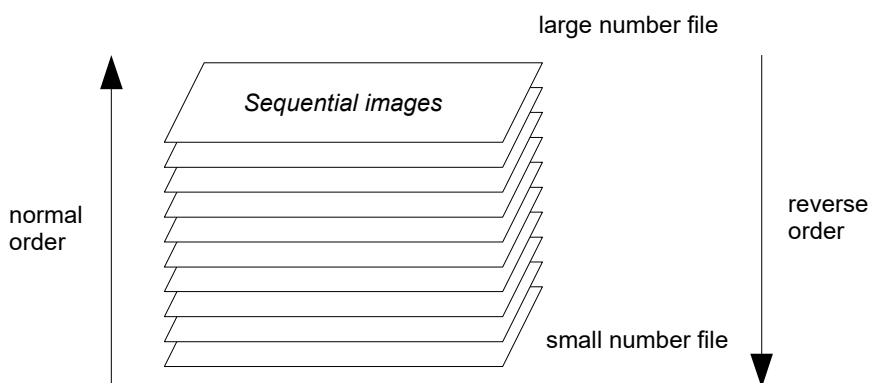 large number file
Sequential images
normal
order
reverse
order
small number file